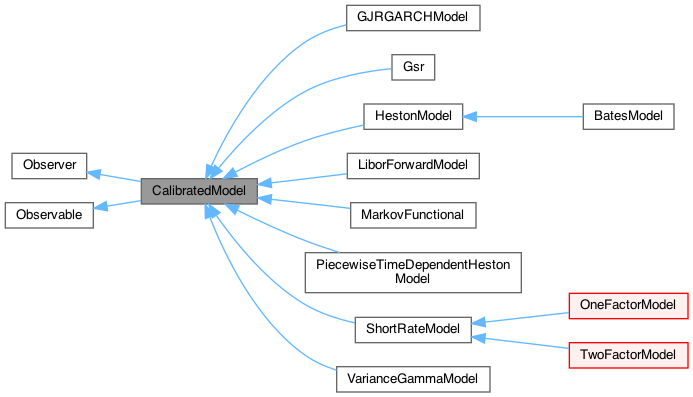 GJRGARCHModel
Gsr
HestonModel
BatesModel
Observer
LiborForwardModel
CalibratedModel
Observable
MarkovFunctional
PiecewiseTimeDependentHeston
Model
OneFactorModel
ShortRateModel
TwoFactorModel
VarianceGammaModel